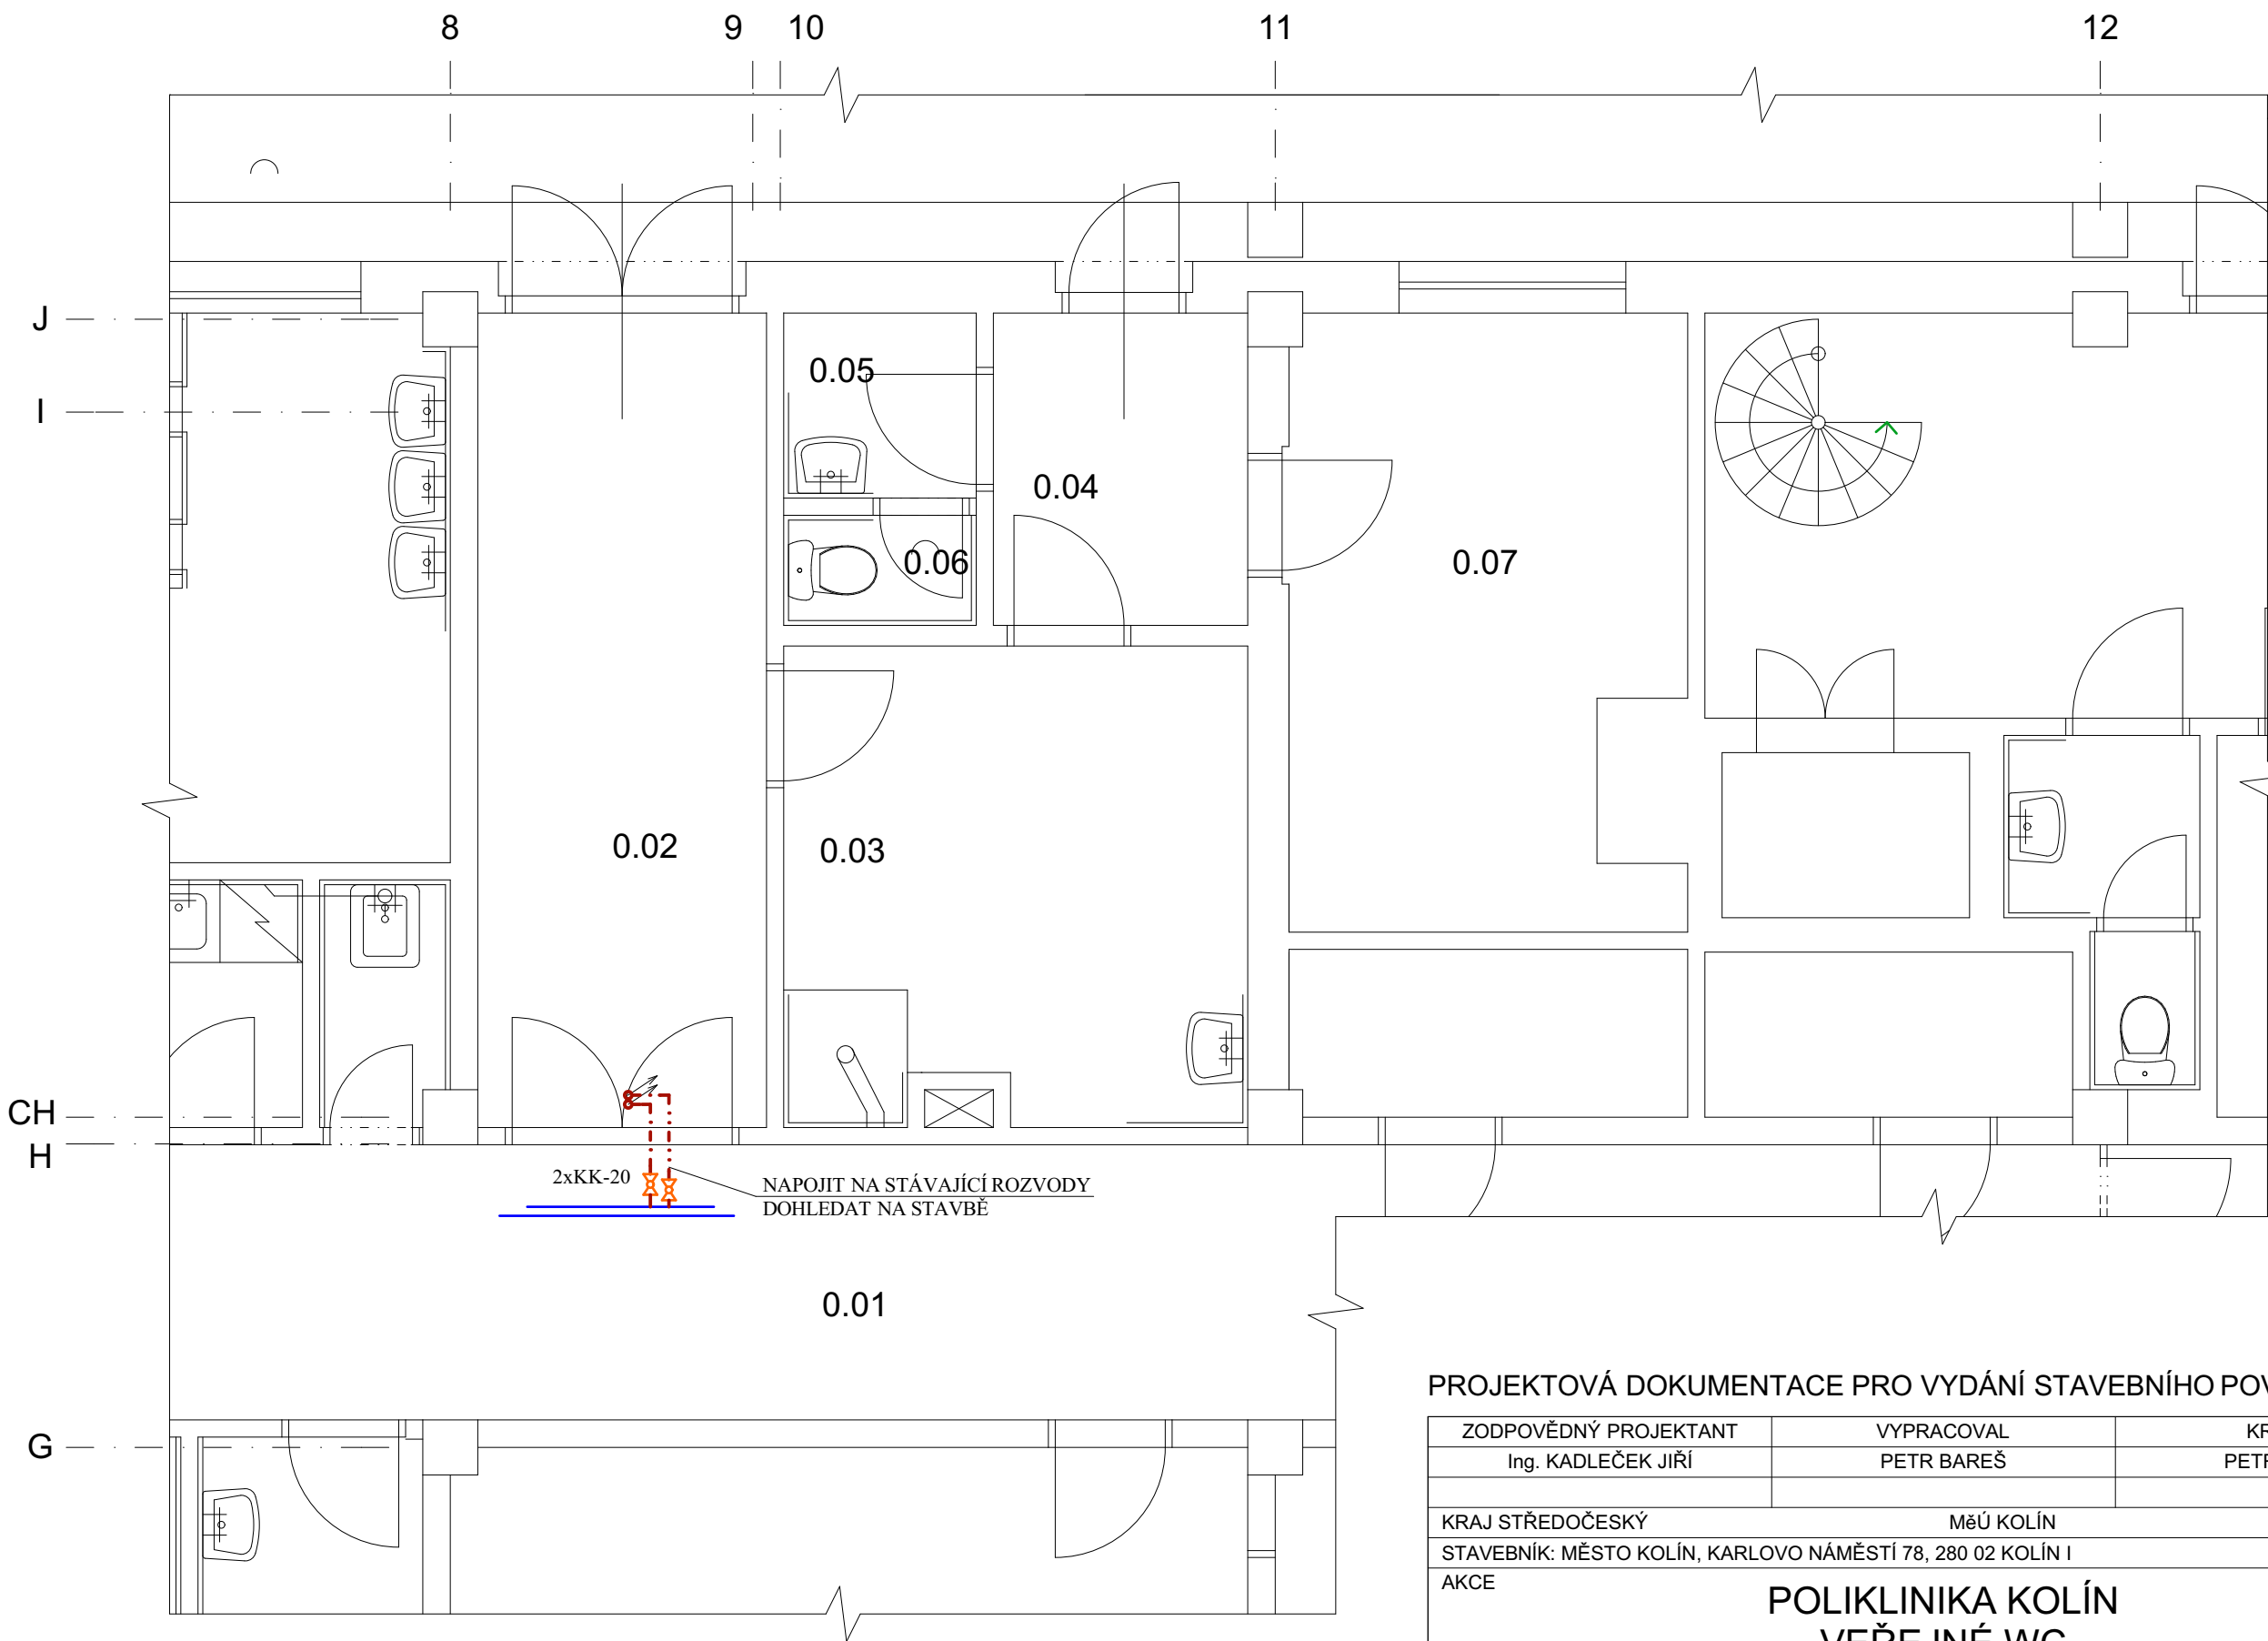 8 9 10 11 12
J
I
0.05
0.04
0.06
0.07
0.02
0.03
CH
H
2xKK-20
NAPOJIT NA STÁVAJÍCÍ ROZVODY
DOHLEDAT NA STAVBĚ
0.01
G
PROJEKTOVÁ DOKUMENTACE PRO VYDÁNÍ STAVEBNÍHO
ZODPOVĚDNÝ PROJEKTANT VYPRACOVAL
Ing. KADLEČEK JIŘÍ PETR BAREŠ PETR
KRAJ STŘEDOČESKÝ MěÚ KOLÍN
STAVEBNÍK: MĚSTO KOLÍN, KARLOVO NÁMĚSTÍ 78, 280 02 KOLÍN I
AKCE
POLIKLINIKA KOLÍN
VEŘEJNÉ WC